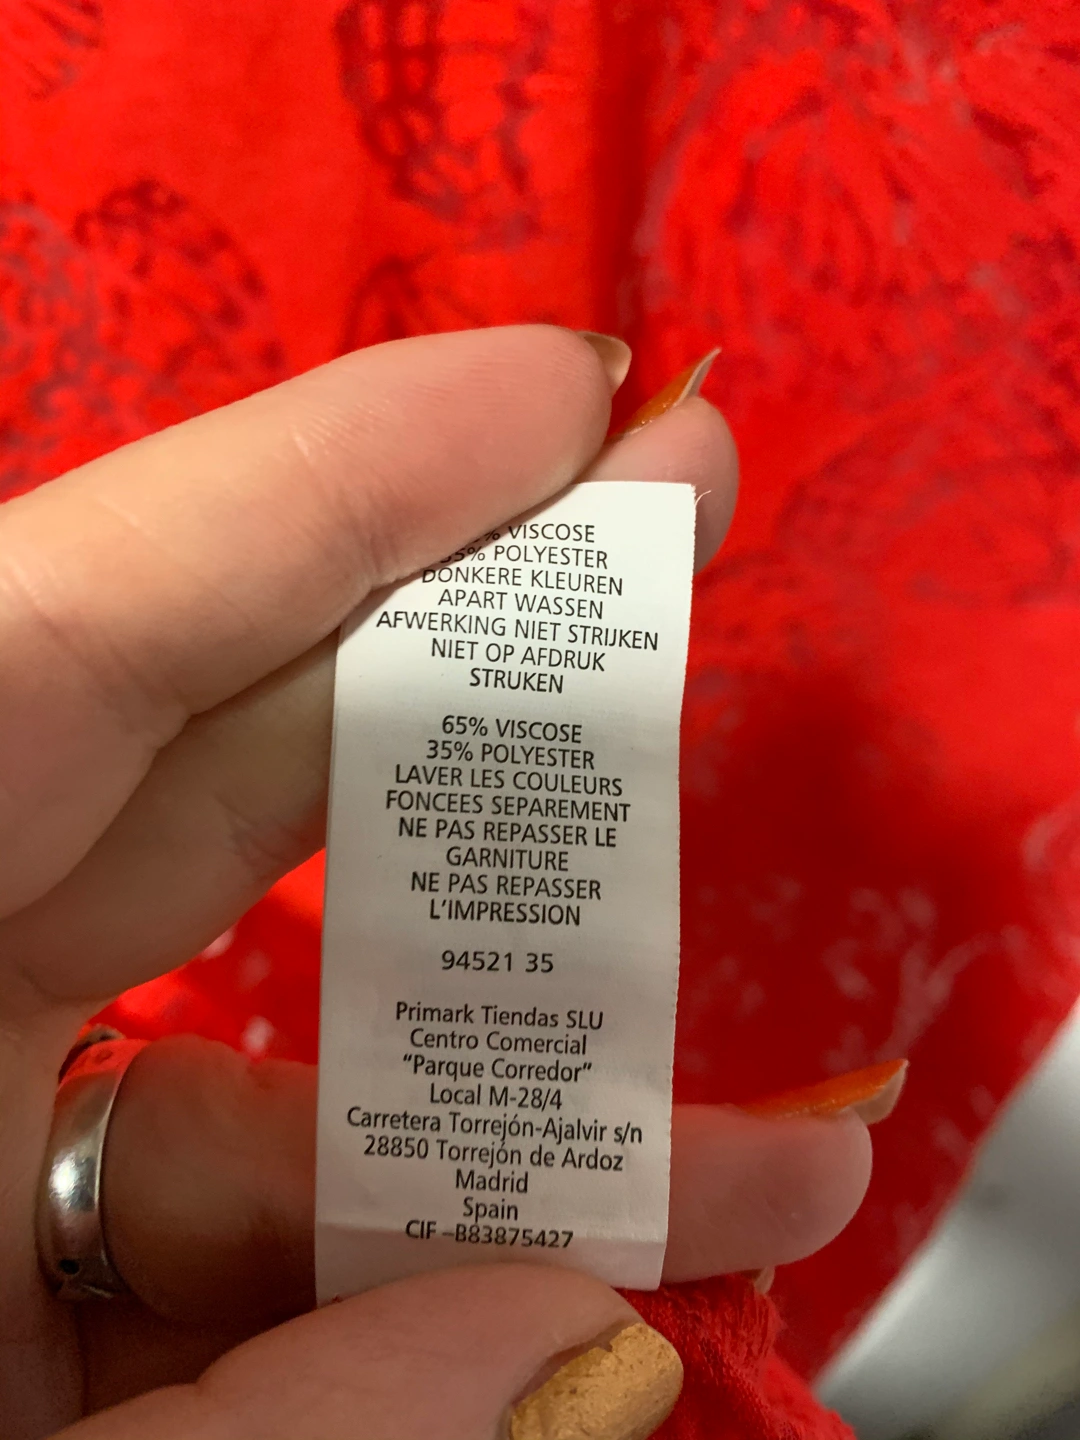 % VISCOSE
35% POLYESTER
DONKERE KLEUREN
APART WASSEN
AFWERKING NIET STRIJKEN
NIET OP AFDRUK
STRUKEN
65% VISCOSE
35% POLYESTER
LAVER LES COULEURS
FONCEES SEPAREMENT
NE PAS REPASSER LE
GARNITURE
NE PAS REPASSER
L'IMPRESSION
94521 35
Primark Tiendas SLU
Centro Comercial
"Parque Corredor"
Local M-28/4
Carretera Torrejón-Ajalvir s/n
28850 Torrejón de Ardoz
Madrid
Spain
CIF –B83875427